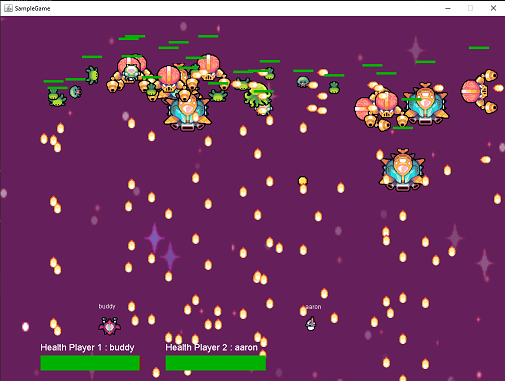 SampleGame
buddy
aaron
Health Player 1 : buddy
Health Player 2 : aaron